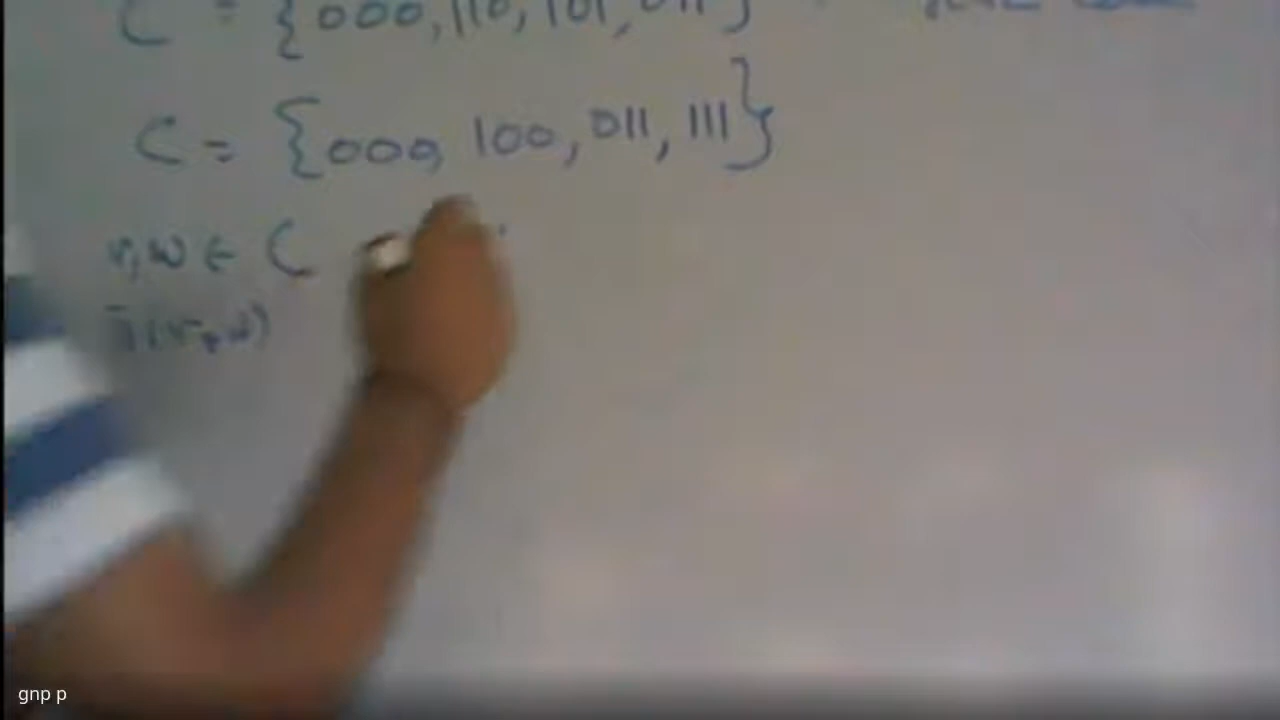 C = {000, 110, 101, 011}
C = {000, 100, 011, 111}
v, w ∈ C
gnp p